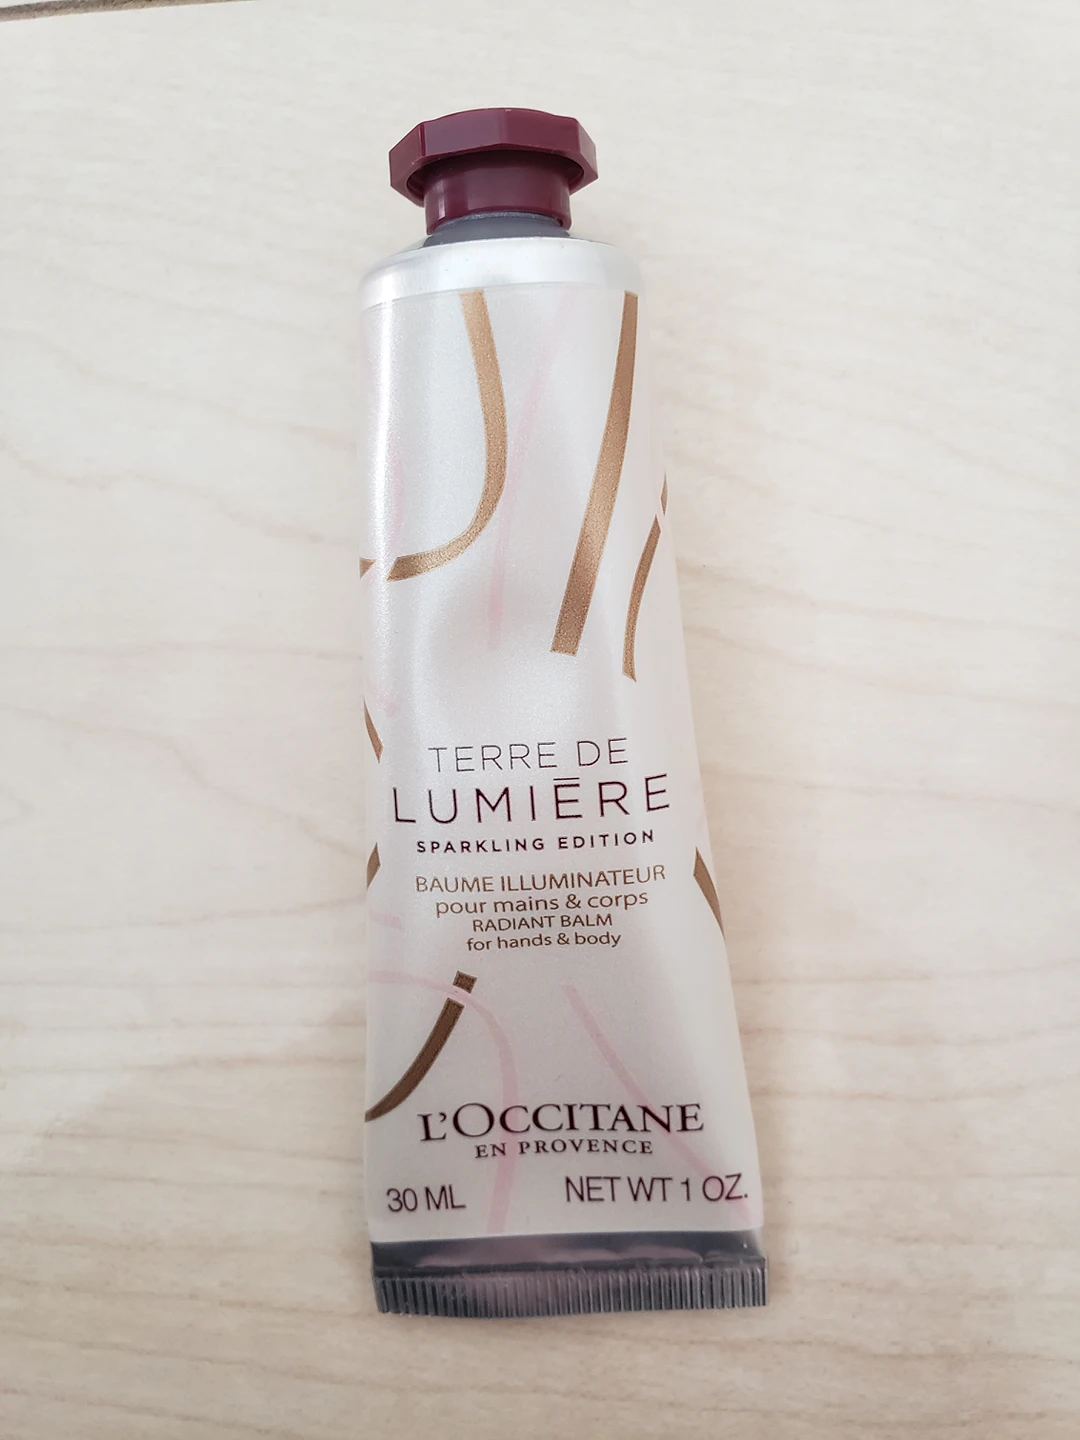 TERRE DE
LUMIĒRE
SPARKLING EDITION
BAUME ILLUMINATEUR
pour mains & corps
RADIANT BALM
for hands & body
L'OCCITANE
EN PROVENCE
30 ML NET WT 1 OZ.